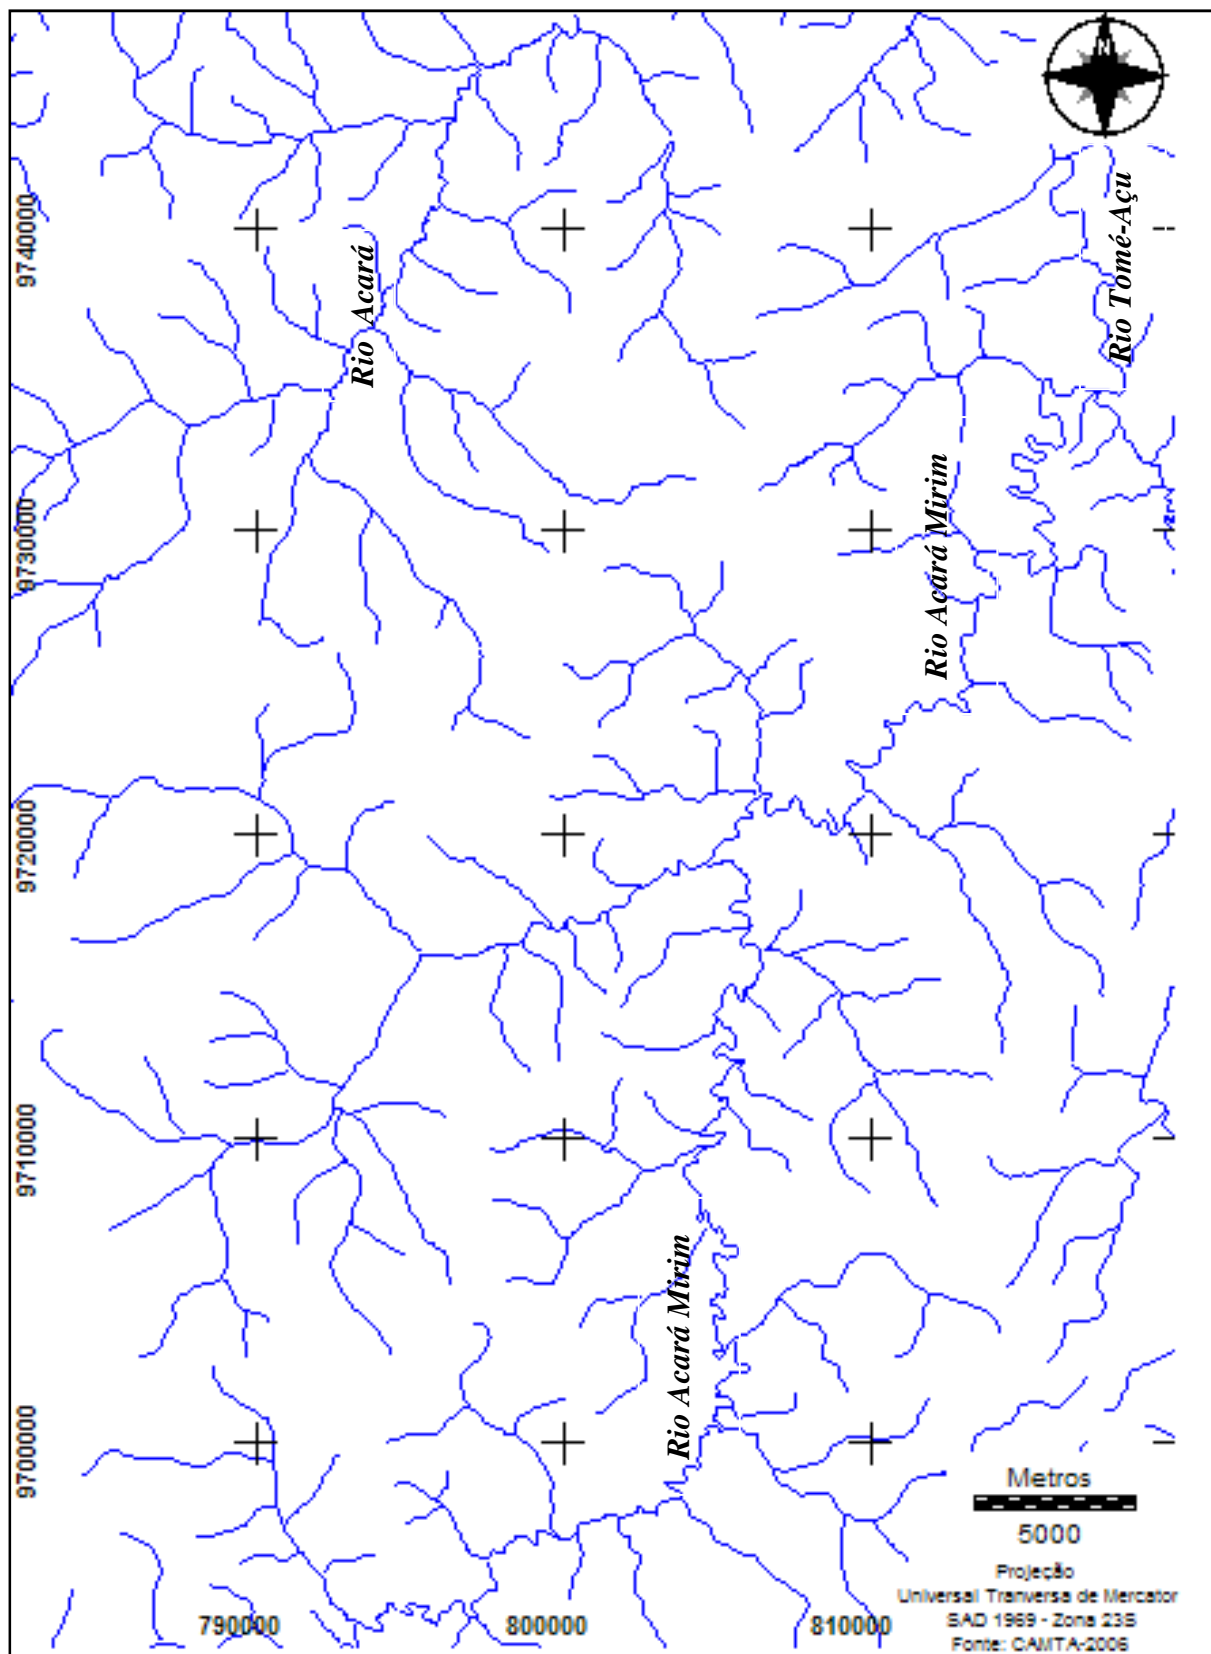 N
Rio Tomé-Açu
9740000
Rio Acará
9730000
Rio Acará Mirim
9720000
9710000
Rio Acará Mirim
9700000
Metros
5000
Projeção
Universal Tranversa de Mercator
SAD 1969 - Zona 23S
Fonte: CAMTA-2006
790000
800000
810000